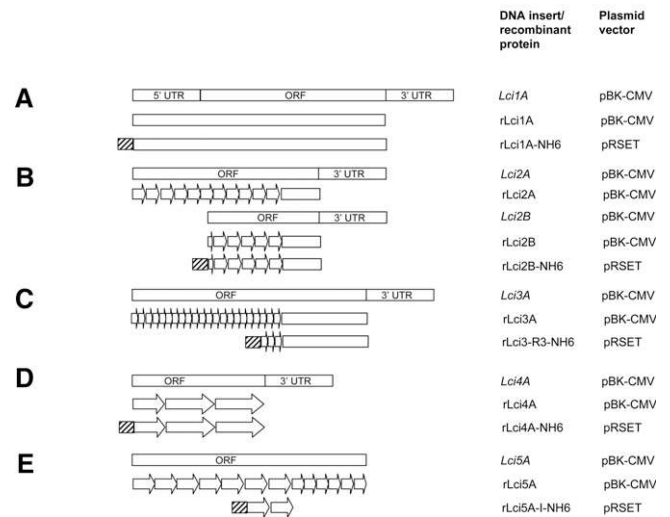 DNA insert/ Plasmid
recombinant vector
protein
A
5' UTR ORF 3' UTR Lci1A pBK-CMV
rLci1A pBK-CMV
rLci1A-NH6 pRSET
B
ORF 3' UTR Lci2A pBK-CMV
rLci2A pBK-CMV
ORF 3' UTR Lci2B pBK-CMV
rLci2B pBK-CMV
rLci2B-NH6 pRSET
C
ORF 3' UTR Lci3A pBK-CMV
rLci3A pBK-CMV
rLci3-R3-NH6 pRSET
D
ORF 3' UTR Lci4A pBK-CMV
rLci4A pBK-CMV
rLci4A-NH6 pRSET
E
ORF Lci5A pBK-CMV
rLci5A pBK-CMV
rLci5A-I-NH6 pRSET